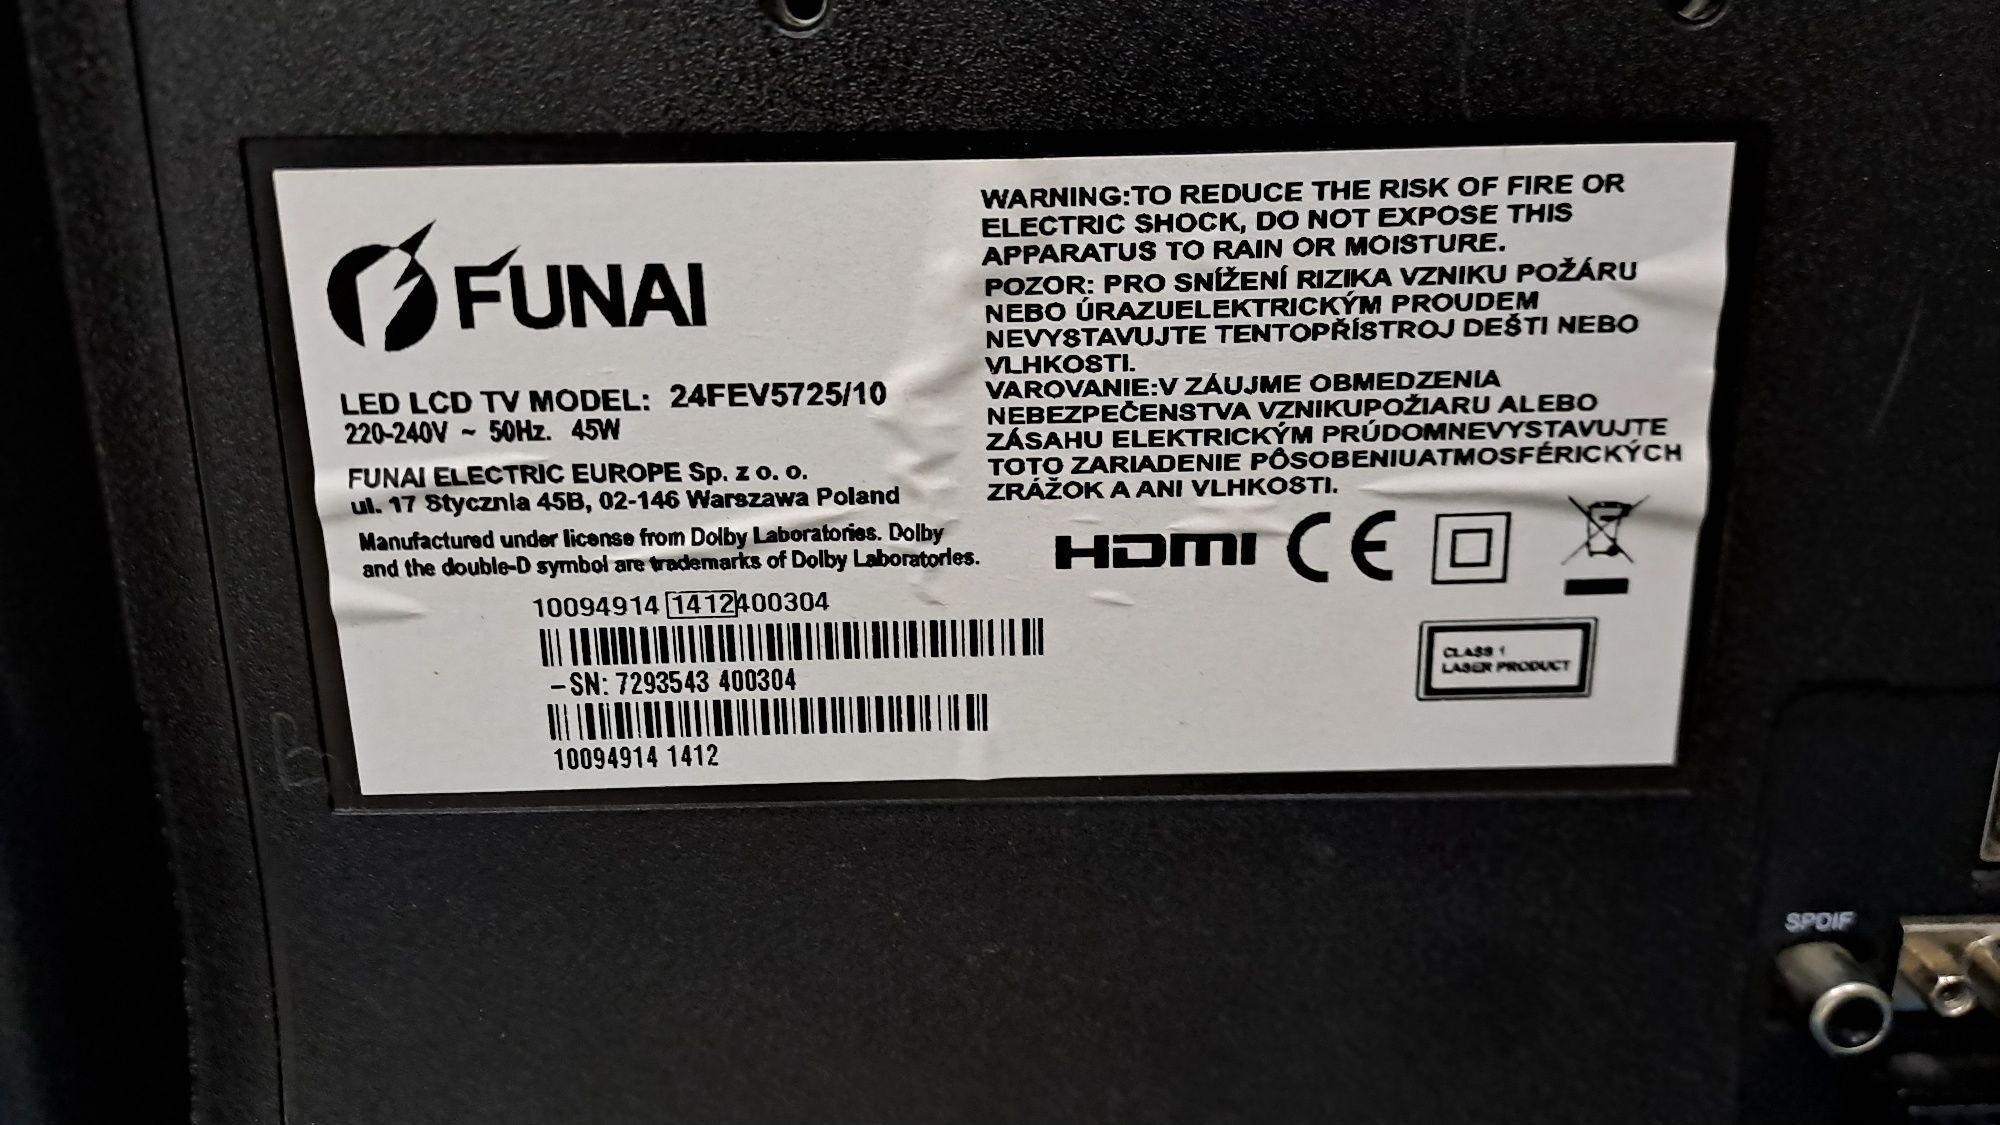 FUNAI
LED LCD TV MODEL: 24FEV5725/10
220-240V ~ 50Hz. 45W
FUNAI ELECTRIC EUROPE Sp. z o. o.
ul. 17 Stycznia 45B, 02-146 Warszawa Poland
Manufactured under license from Dolby Laboratories. Dolby
and the double-D symbol are trademarks of Dolby Laboratories.
10094914 1412400304
-SN: 7293543 400304
10094914 1412
WARNING:TO REDUCE THE RISK OF FIRE OR
ELECTRIC SHOCK, DO NOT EXPOSE THIS
APPARATUS TO RAIN OR MOISTURE.
POZOR: PRO SNÍŽENÍ RIZIKA VZNIKU POŽÁRU
NEBO ÚRAZUELEKTRICKÝM PROUDEM
NEVYSTAVUJTE TENTOPŘÍSTROJ DEŠTI NEBO
VLHKOSTI.
VAROVANIE:V ZÁUJME OBMEDZENIA
NEBEZPEČENSTVA VZNIKUPOŽIARU ALEBO
ZÁSAHU ELEKTRICKÝM PRÚDOMNEVYSTAVUJTE
TOTO ZARIADENIE PÔSOBENIUATMOSFÉRICKÝCH
ZRÁŽOK A ANI VLHKOSTI.
HDMI CE
CLASS 1
LASER PRODUCT
SPDIF